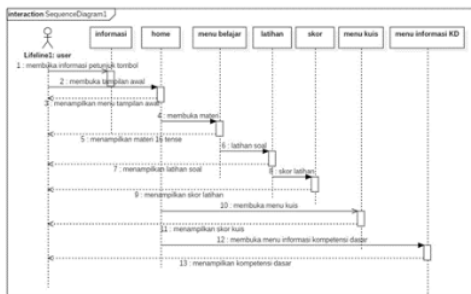 interaction SequenceDiagram1
informasi
home
menu belajar
latihan
skor
menu kuis
menu informasi KD
Lifeline1: user
1 : membuka informasi petunjuk tombol
2 : membuka tampilan awal
3 : menampilkan menu tampilan awal
4 : membuka materi
5 : menampilkan materi 16 tense
6 : latihan soal
7 : menampilkan latihan soal
8 : skor latihan
9 : menampilkan skor latihan
10 : membuka menu kuis
11 : menampilkan skor kuis
12 : membuka menu informasi kompetensi dasar
13 : menampilkan kompetensi dasar